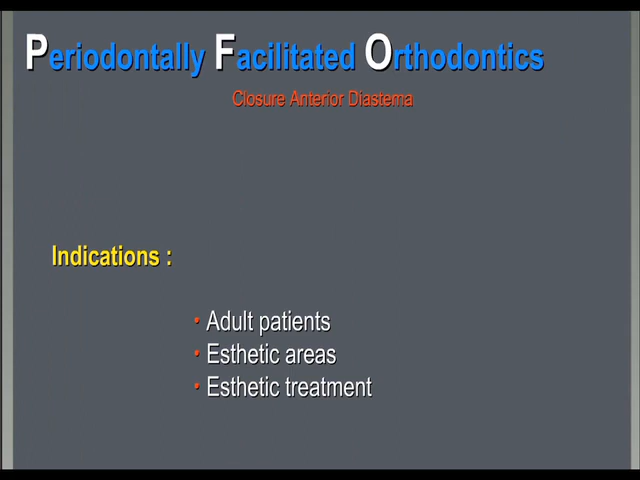 Periodontally Facilitated Orthodontics
Closure Anterior Diastema
Indications :
• Adult patients
• Esthetic areas
• Esthetic treatment